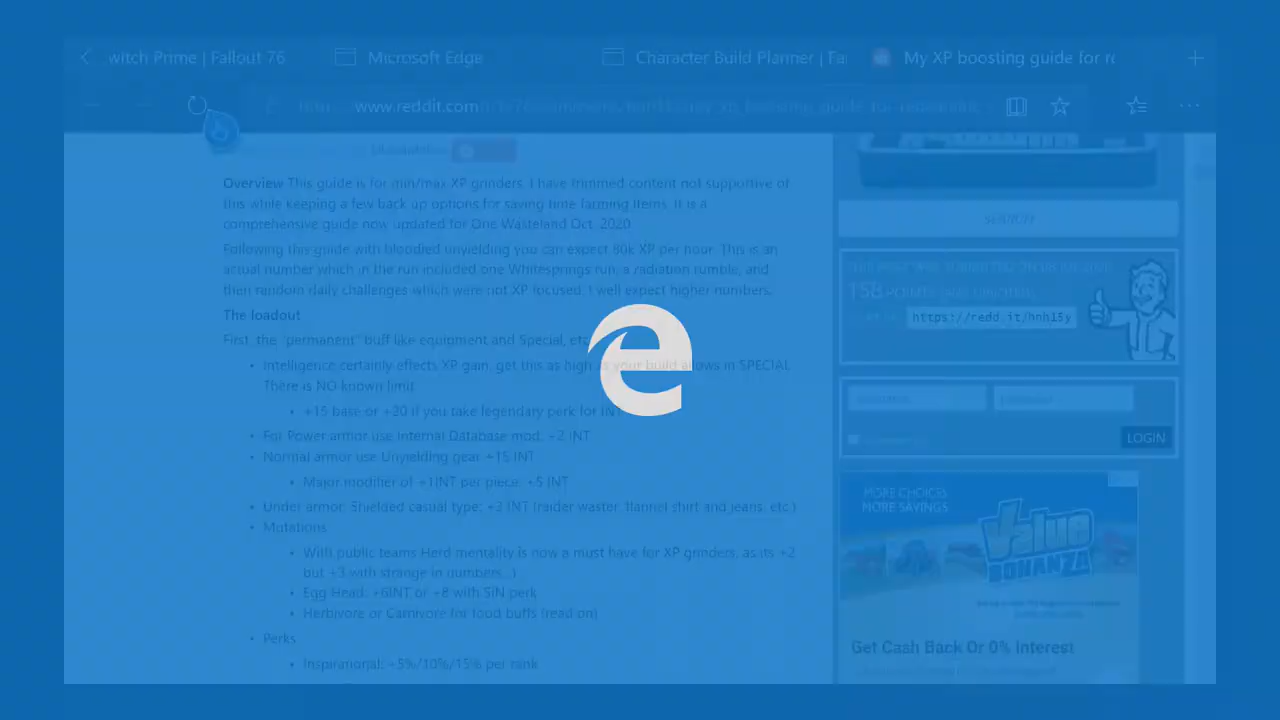 witch Prime | Fallout 76 Microsoft Edge Character Build Planner | Fa My XP boosting guide for re
www.reddit.com
Overview This guide is for min/max XP grinders. I have trimmed content not supportive of
this while keeping a few back up options for saving time farming items. It is a
comprehensive guide now updated for One Wasteland Oct. 2020
Following this guide with bloodied unyielding you can expect 80k XP per hour. This is an
actual number which in the run included one Whitesprings run, a radiation rumble, and
then random daily challenges which were not XP focused. I well expect higher numbers.
The loadout
First, the "permanent" buff like equipment and Special, etc
• Intelligence certainly effects XP gain, get this as high as your build allows in SPECIAL
There is NO known limit
• +15 base or +20 if you take legendary perk for INT
• For Power armor use Internal Database mod: +2 INT
• Normal armor use Unyielding gear +15 INT
• Major modifier of +1INT per piece: +5 INT
• Under armor: Shielded casual type: +3 INT (raider waster, flannel shirt and jeans, etc.)
• Mutations
• With public teams Herd mentality is now a must have for XP grinders, as its +2
but +3 with strange in numbers. )
• Egg Head: +6INT or +8 with SIN perk
• Herbivore or Carnivore for food buffs (read on)
• Perks
• Inspirational: +5%/10%/15% per rank
SEARCH
158
https://redd.it/hnh15y
LOGIN
MORE CHOICES
MORE SAVINGS
Value
BONANZA
Get Cash Back Or 0% Interest